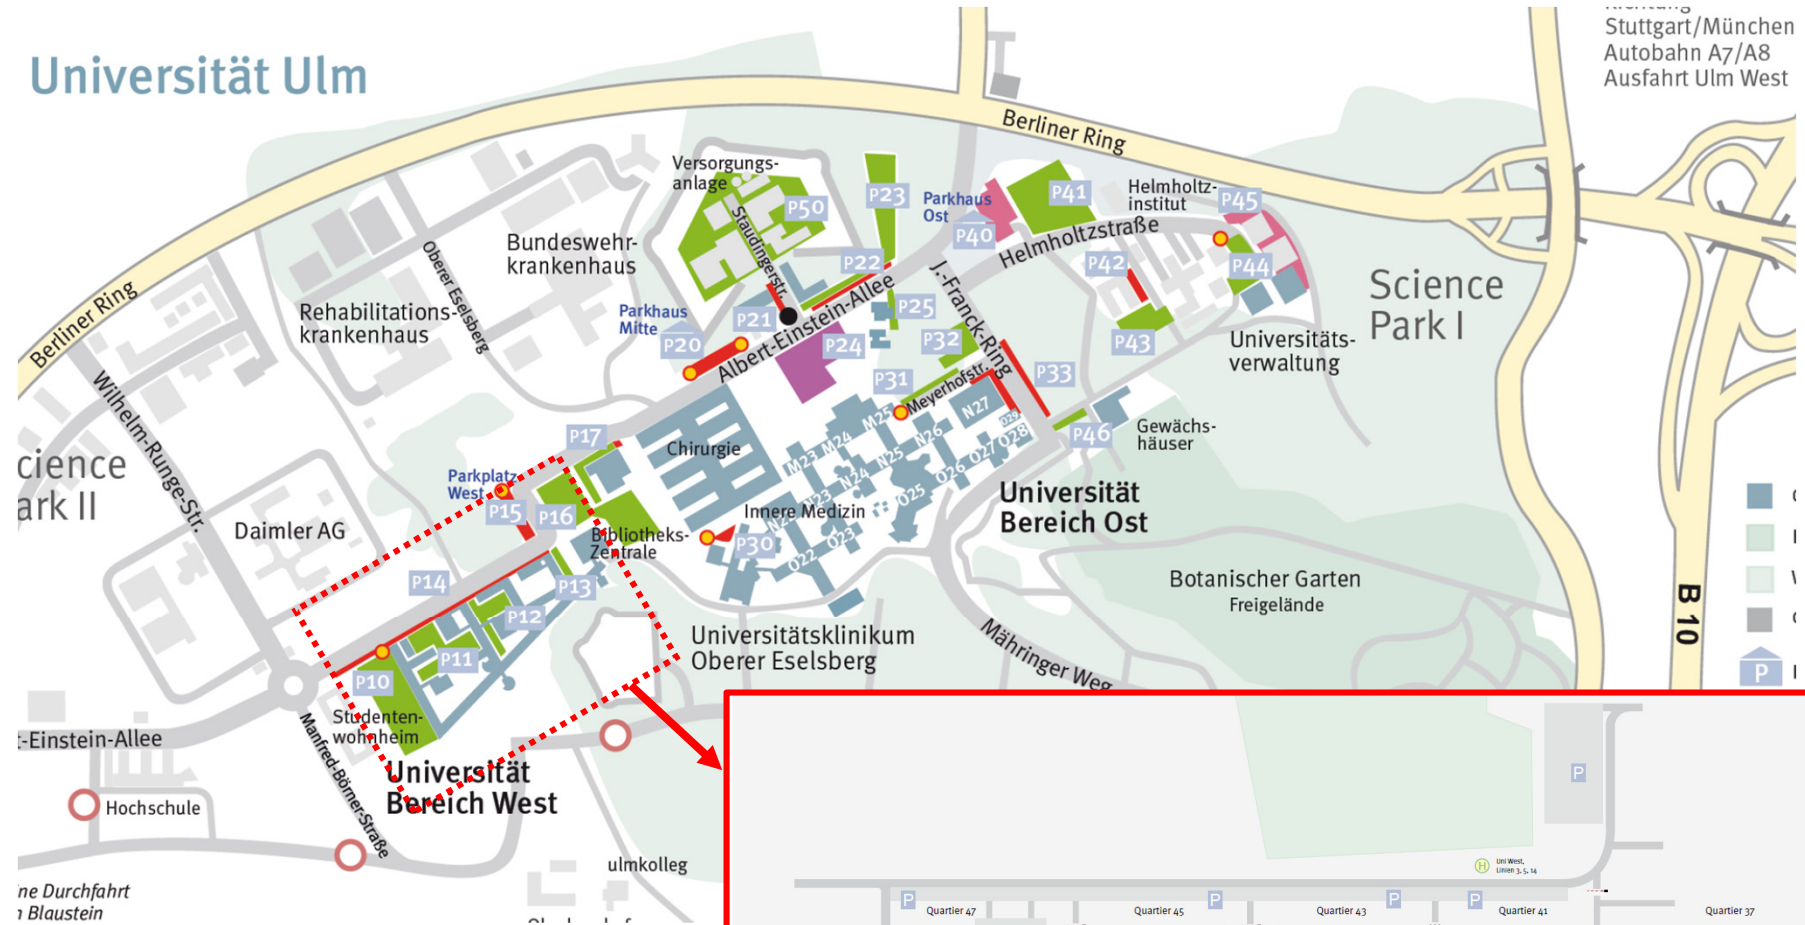 Universität Ulm
Stuttgart/München
Autobahn A7/A8
Ausfahrt Ulm West
Berliner Ring
Versorgungs-
anlage
P50
P23
Parkhaus
Ost
P40
P41
Helmholtz-
institut
P45
Staudingerstr.
Bundeswehr-
krankenhaus
Oberer Eselsberg
Helmholtzstraße
P22
P42
P44
Science
Park I
Berliner Ring
Rehabilitations-
krankenhaus
Parkhaus
Mitte
P21
P20
Albert-Einstein-Allee
P25
P24
J.-Franck-Ring
P32
P43
Universitäts-
verwaltung
P31
Meyerhofstr.
P33
Wilhelm-Runge-Str.
P17
Chirurgie
M23
M24
M25
N27
N26
N25
N24
N23
O29
O28
O27
O26
O25
O23
O22
P46
Gewächs-
häuser
cience
ark II
Parkplatz
West
P15
P16
Daimler AG
Innere Medizin
Universität
Bereich Ost
Bibliotheks-
Zentrale
P30
P14
P13
P12
Botanischer Garten
Freigelände
B 10
P11
P10
Universitätsklinikum
Oberer Eselsberg
Mähringer Weg
P
Studenten-
wohnheim
-Einstein-Allee
Manfred-Börner-Straße
Universität
Bereich West
Hochschule
ulmkolleg
ne Durchfahrt
Blaustein
P
H
Uni West,
Linien 3, 5, 14
P
P
P
P
Quartier 47
Quartier 45
Quartier 43
Quartier 41
Quartier 37